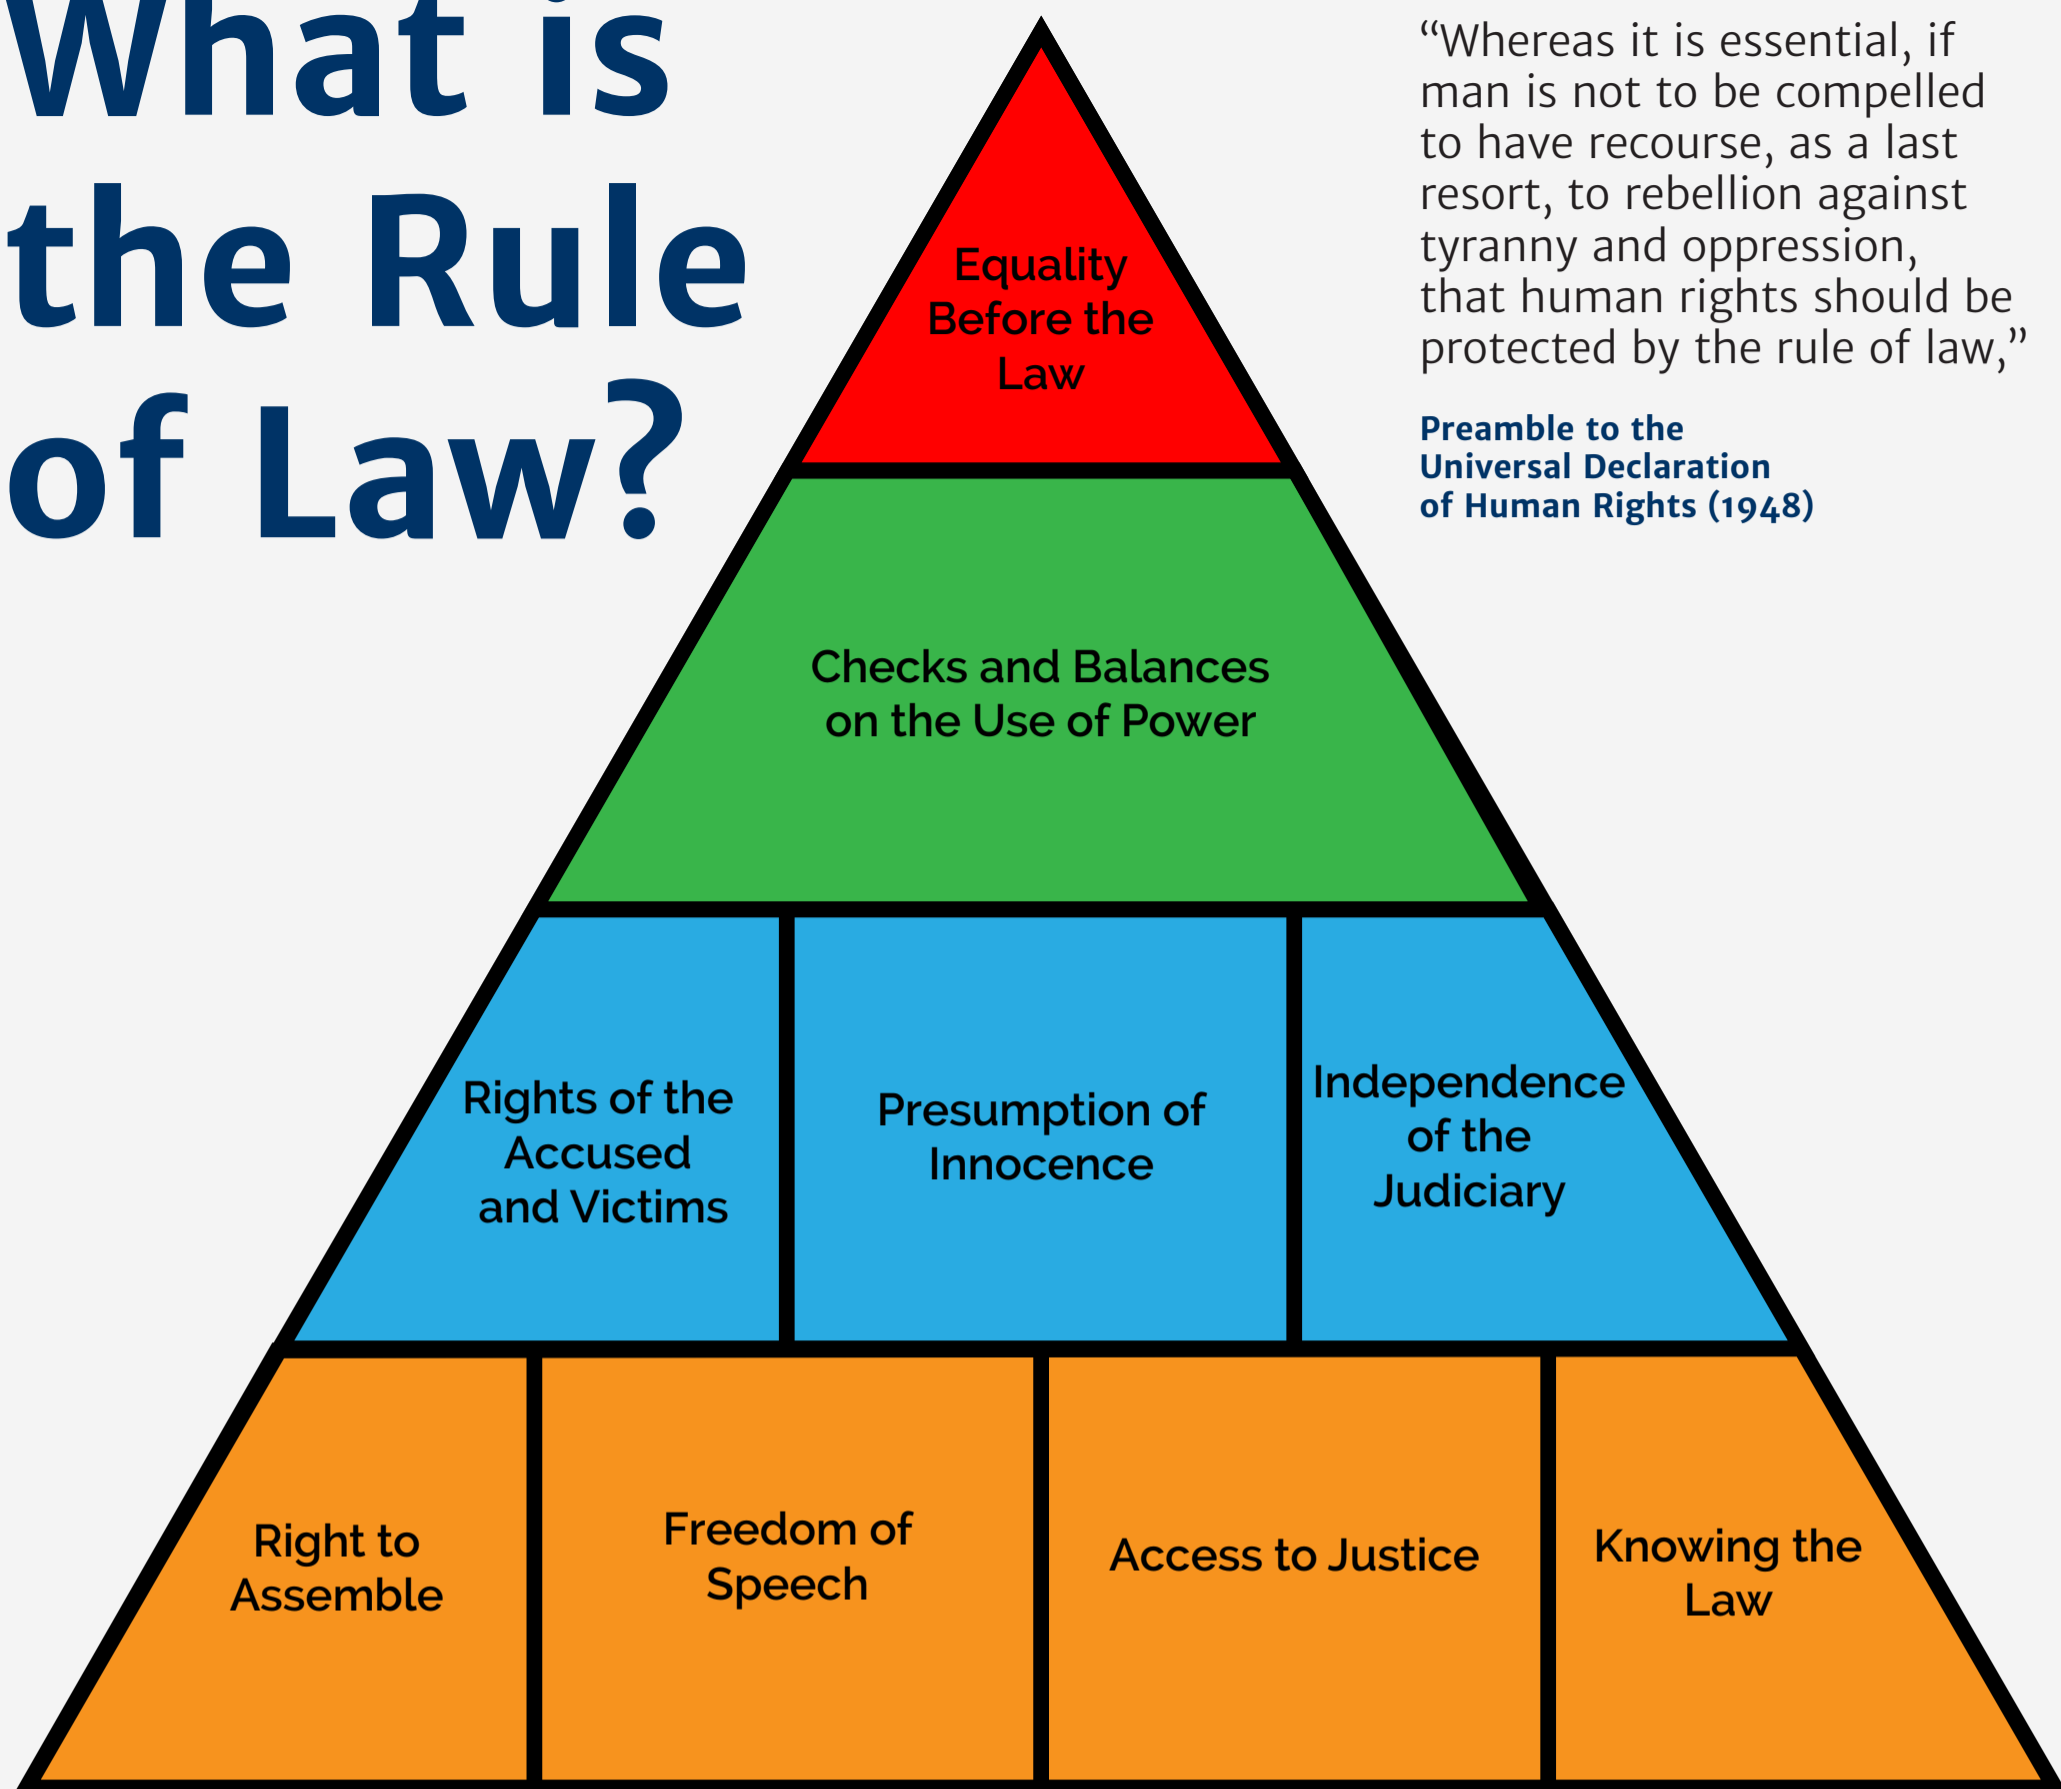 What is
the Rule
of Law?
“Whereas it is essential, if
man is not to be compelled
to have recourse, as a last
resort, to rebellion against
tyranny and oppression,
that human rights should be
protected by the rule of law,”
Preamble to the
Universal Declaration
of Human Rights (1948)
Equality
Before the
Law
Checks and Balances
on the Use of Power
Rights of the
Accused
and Victims
Presumption of
Innocence
Independence
of the
Judiciary
Right to
Assemble
Freedom of
Speech
Access to Justice
Knowing the
Law